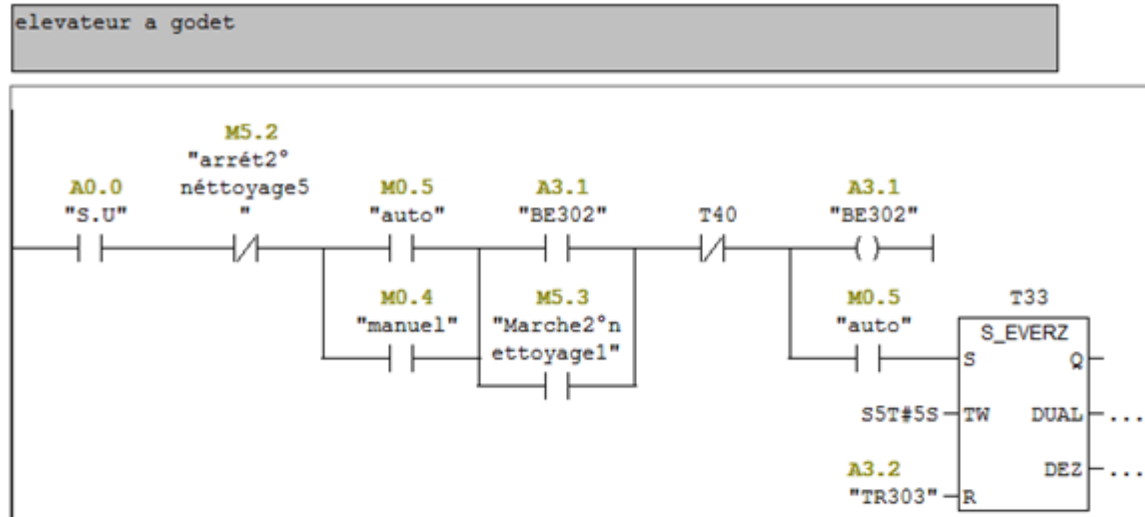 elevateur a godet
M5.2
"arrét2°
A0.0 néttoyage5 M0.5 A3.1 A3.1
"S.U" " "auto" "BE302" T40 "BE302"
M0.4 M5.3 M0.5 T33
"manuel" "Marche2°n "auto" S_EVERZ
ettoyage1" S Q
S5T#5S TW DUAL ...
A3.2 DEZ ...
"TR303" R